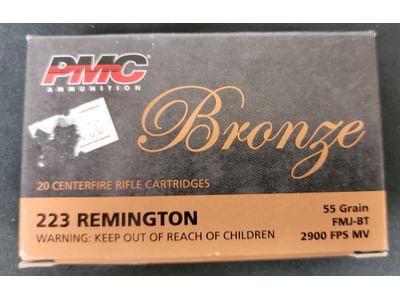 PMC
AMMUNITION
.00
Bronze
20 CENTERFIRE RIFLE CARTRIDGES
223 REMINGTON
55 Grain
FMJ-BT
WARNING: KEEP OUT OF REACH OF CHILDREN
2900 FPS MV